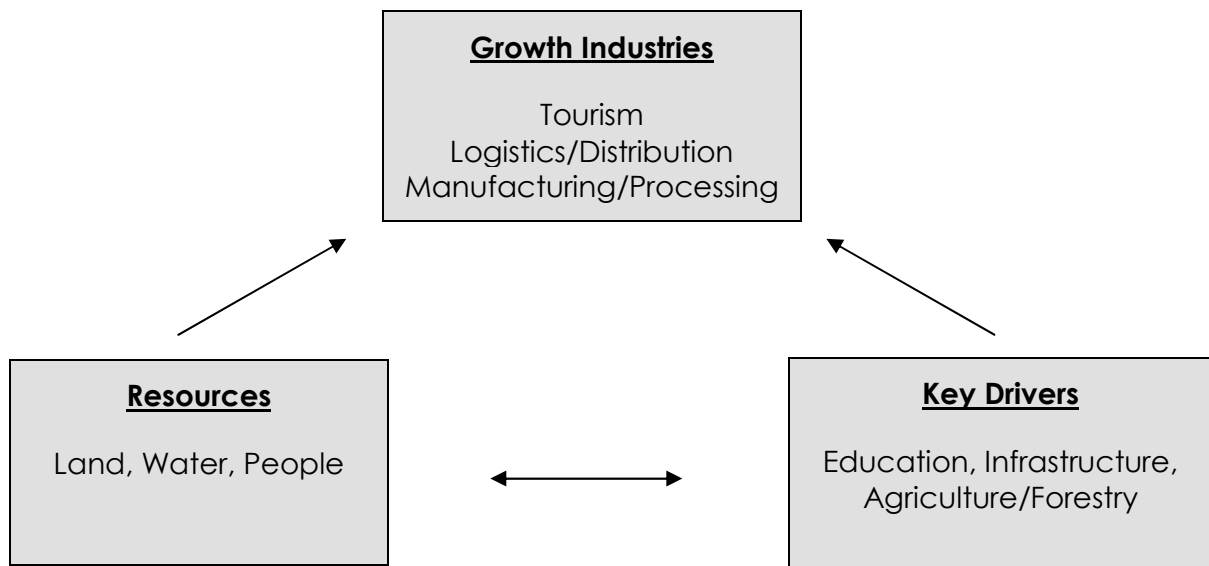 Growth Industries
Tourism
Logistics/Distribution
Manufacturing/Processing
Resources
Land, Water, People
Key Drivers
Education, Infrastructure,
Agriculture/Forestry